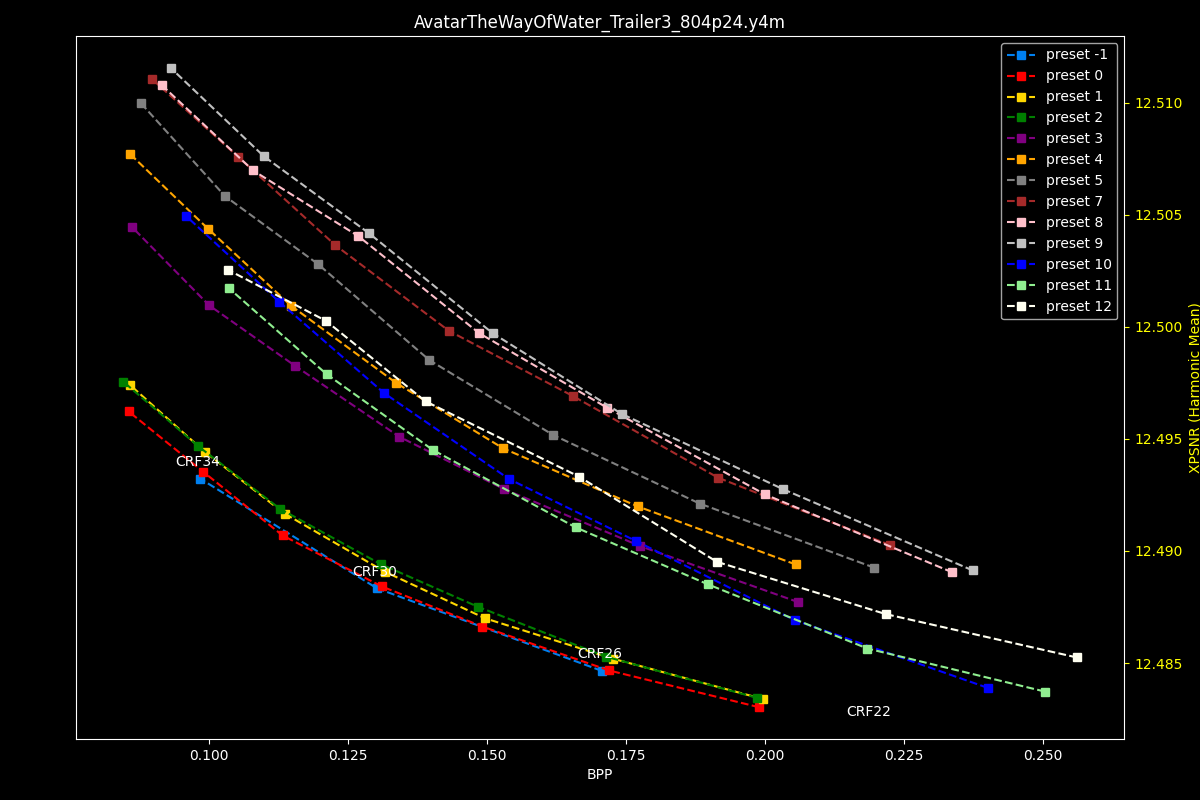 AvatarTheWayOfWater_Trailer3_804p24.y4m
preset -1
preset 0
preset 1
preset 2
preset 3
preset 4
preset 5
preset 7
preset 8
preset 9
preset 10
preset 11
preset 12
12.510
12.505
12.500
12.495
12.490
12.485
XPSNR (Harmonic Mean)
CRF34
CRF30
CRF26
CRF22
0.100
0.125
0.150
0.175
0.200
0.225
0.250
BPP